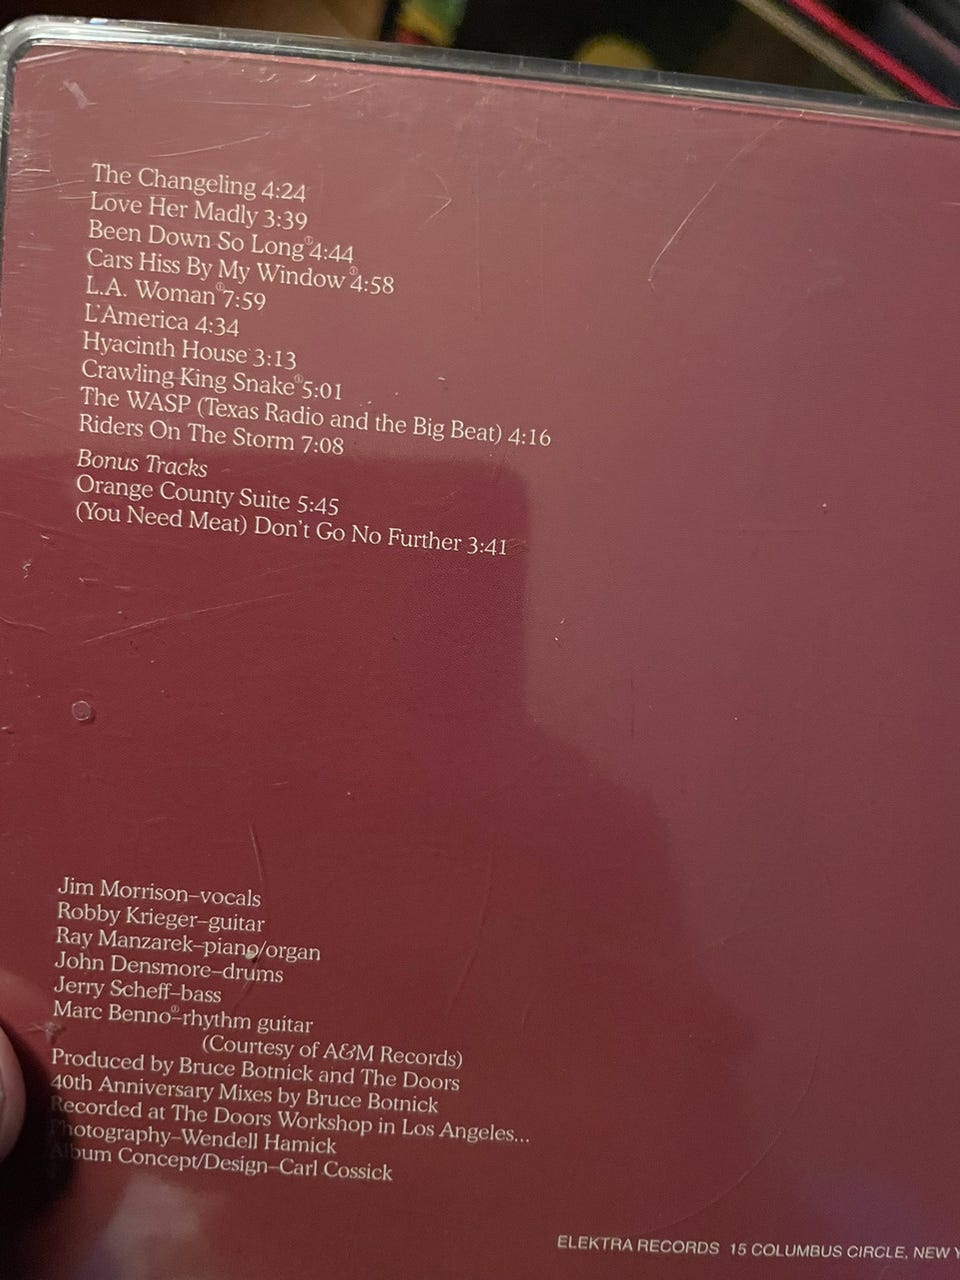 The Changeling 4:24
Love Her Madly 3:39
Been Down So Long① 4:44
Cars Hiss By My Window① 4:58
L.A. Woman① 7:59
L'America 4:34
Hyacinth House 3:13
Crawling King Snake① 5:01
The WASP (Texas Radio and the Big Beat) 4:16
Riders On The Storm 7:08
Bonus Tracks
Orange County Suite 5:45
(You Need Meat) Don't Go No Further 3:41
Jim Morrison–vocals
Robby Krieger–guitar
Ray Manzarek–piano/organ
John Densmore–drums
Jerry Scheff–bass
Marc Benno①–rhythm guitar
(Courtesy of A&M Records)
Produced by Bruce Botnick and The Doors
40th Anniversary Mixes by Bruce Botnick
Recorded at The Doors Workshop in Los Angeles...
Photography–Wendell Hamick
Album Concept/Design–Carl Cossick
ELEKTRA RECORDS 15 COLUMBUS CIRCLE, NEW Y